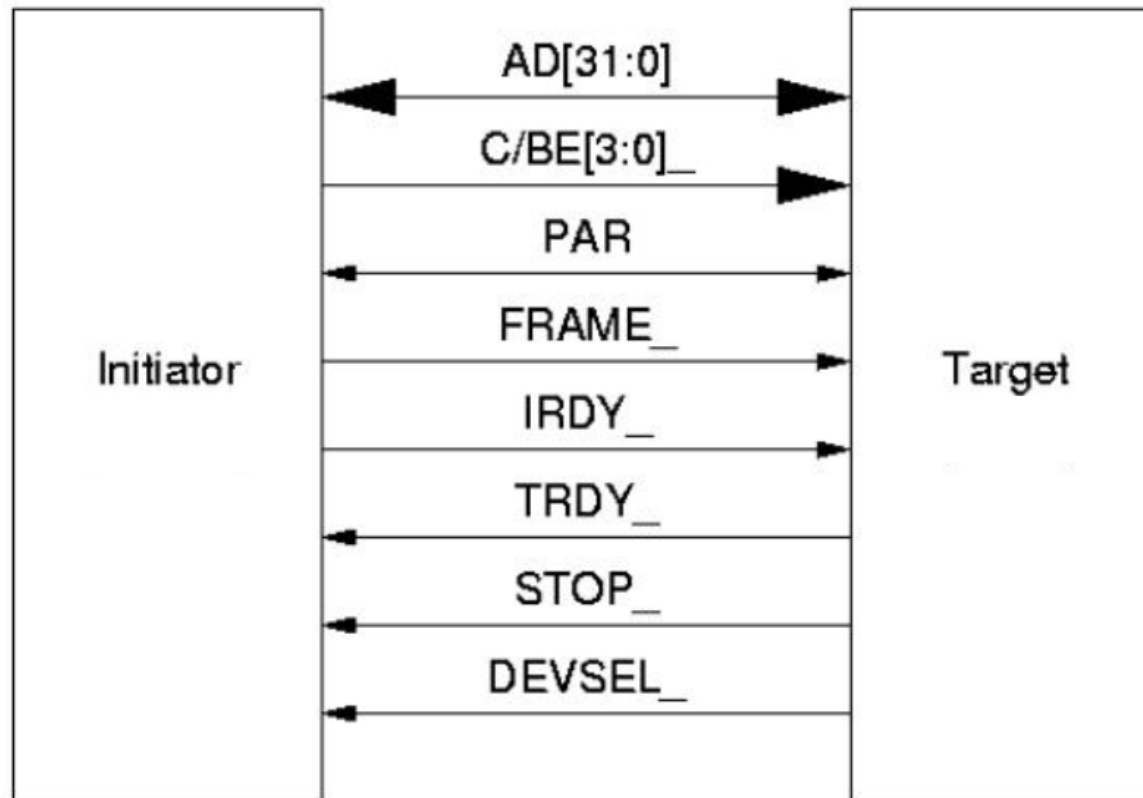 AD[31:0]
C/BE[3:0]_
PAR
FRAME_
Initiator
Target
IRDY_
TRDY_
STOP_
DEVSEL_